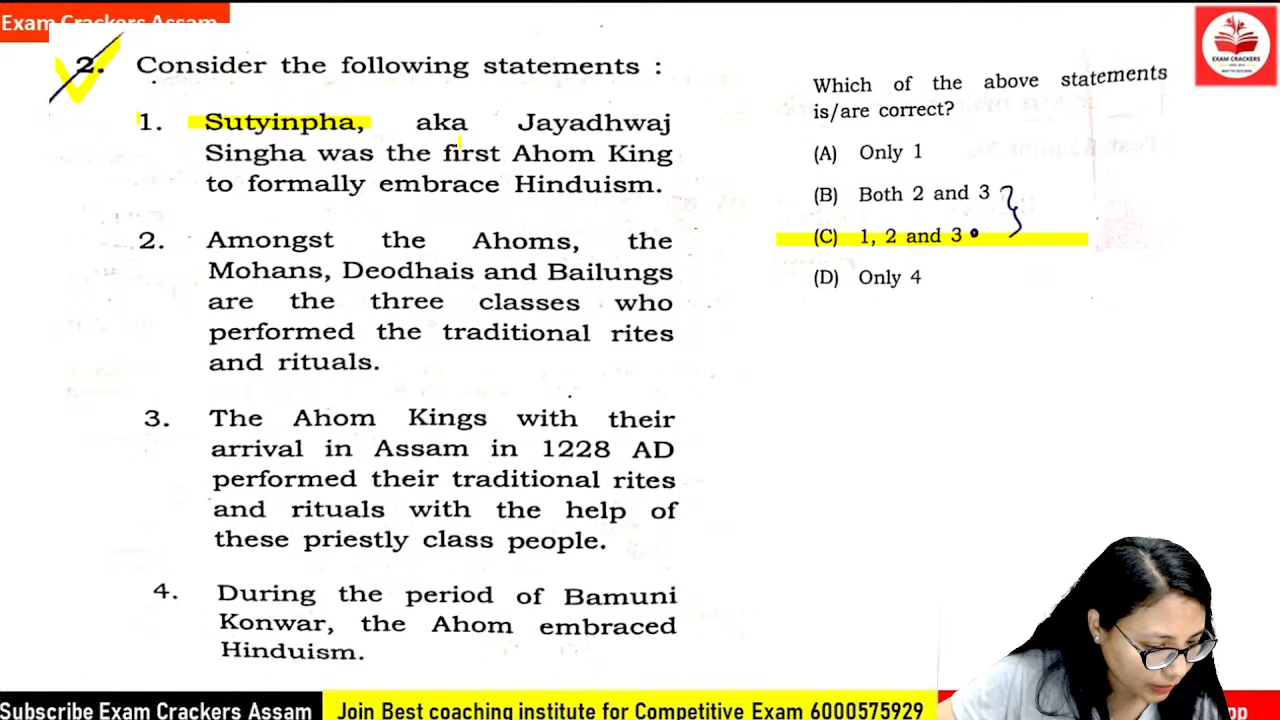 Exam Crackers Assam
2. Consider the following statements :
1. Sutyinpha, aka Jayadhwaj
Singha was the first Ahom King
to formally embrace Hinduism.
2. Amongst the Ahoms, the
Mohans, Deodhais and Bailungs
are the three classes who
performed the traditional rites
and rituals.
3. The Ahom Kings with their
arrival in Assam in 1228 AD
performed their traditional rites
and rituals with the help of
these priestly class people.
4. During the period of Bamuni
Konwar, the Ahom embraced
Hinduism.
Which of the above statements
is/are correct?
(A) Only 1
(B) Both 2 and 3
(C) 1, 2 and 3
(D) Only 4
EXAM CRACKERS
Subscribe Exam Crackers Assam
Join Best coaching institute for Competitive Exam 6000575929
pp